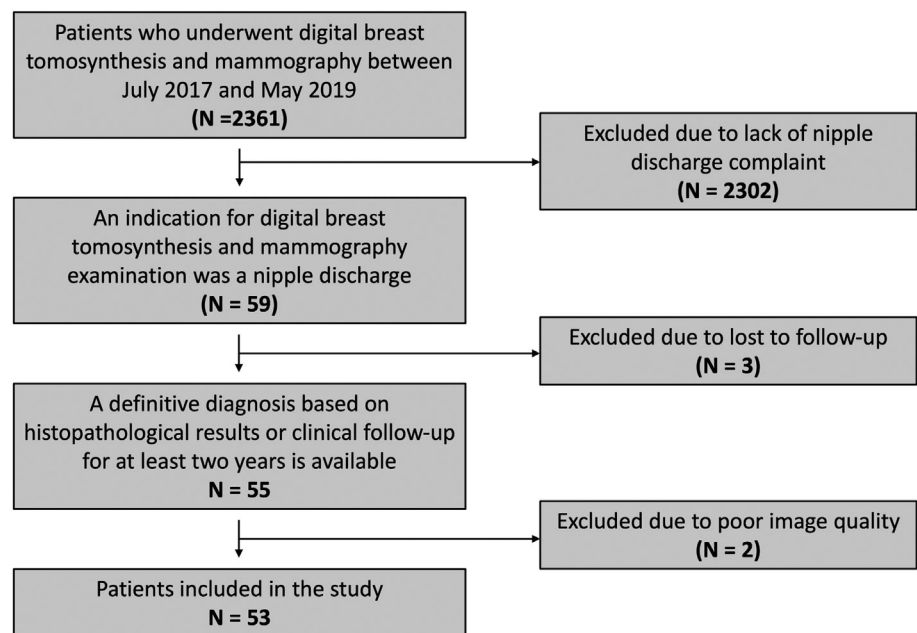 Patients who underwent digital breast
tomosynthesis and mammography between
July 2017 and May 2019
(N =2361)
Excluded due to lack of nipple
discharge complaint
(N = 2302)
An indication for digital breast
tomosynthesis and mammography
examination was a nipple discharge
(N = 59)
Excluded due to lost to follow-up
(N = 3)
A definitive diagnosis based on
histopathological results or clinical follow-up
for at least two years is available
N = 55
Excluded due to poor image quality
(N = 2)
Patients included in the study
N = 53